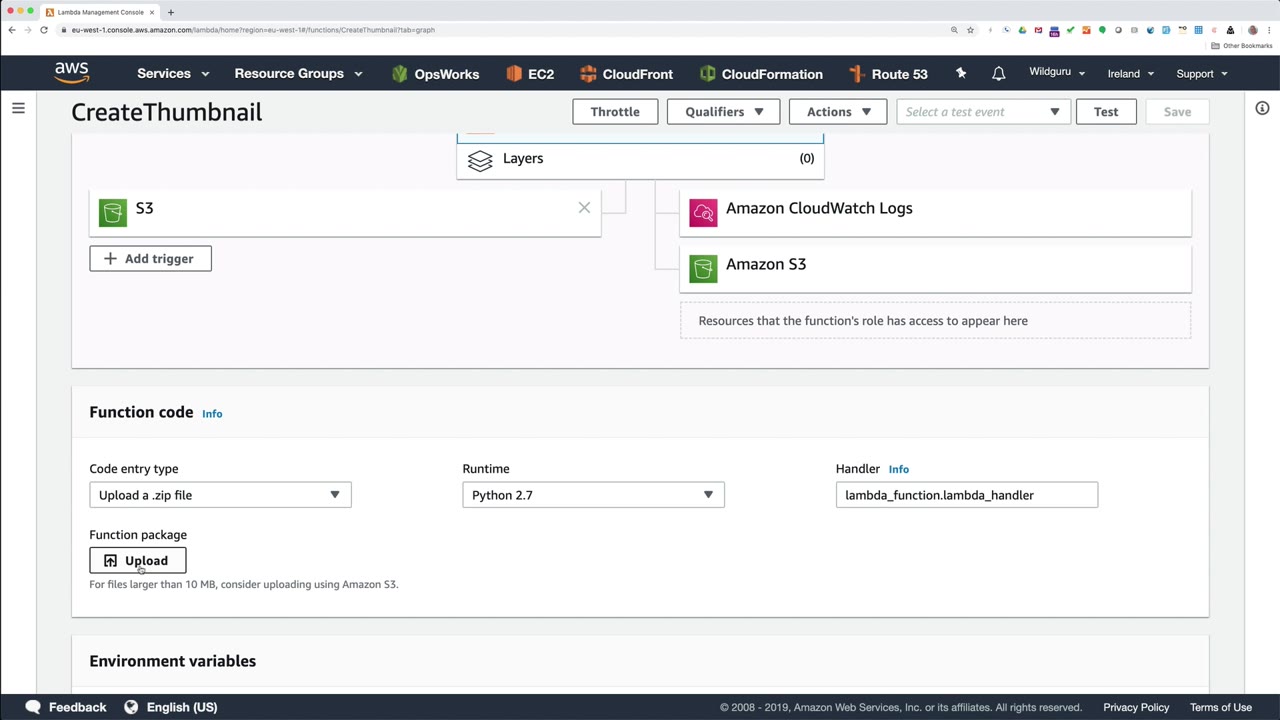 Lambda Management Console
eu-west-1.console.aws.amazon.com/lambda/home?region=eu-west-1#/functions/CreateThumbnail?tab=graph
Other Bookmarks
aws Services Resource Groups OpsWorks EC2 CloudFront CloudFormation Route 53 Wildguru Ireland Support
CreateThumbnail Throttle Qualifiers Actions Select a test event Test Save
Layers (0)
S3 Amazon CloudWatch Logs
Add trigger Amazon S3
Resources that the function's role has access to appear here
Function code Info
Code entry type Runtime Handler Info
Upload a .zip file Python 2.7 lambda_function.lambda_handler
Function package
Upload
For files larger than 10 MB, consider uploading using Amazon S3.
Environment variables
Feedback English (US) © 2008 - 2019, Amazon Web Services, Inc. or its affiliates. All rights reserved. Privacy Policy Terms of Use